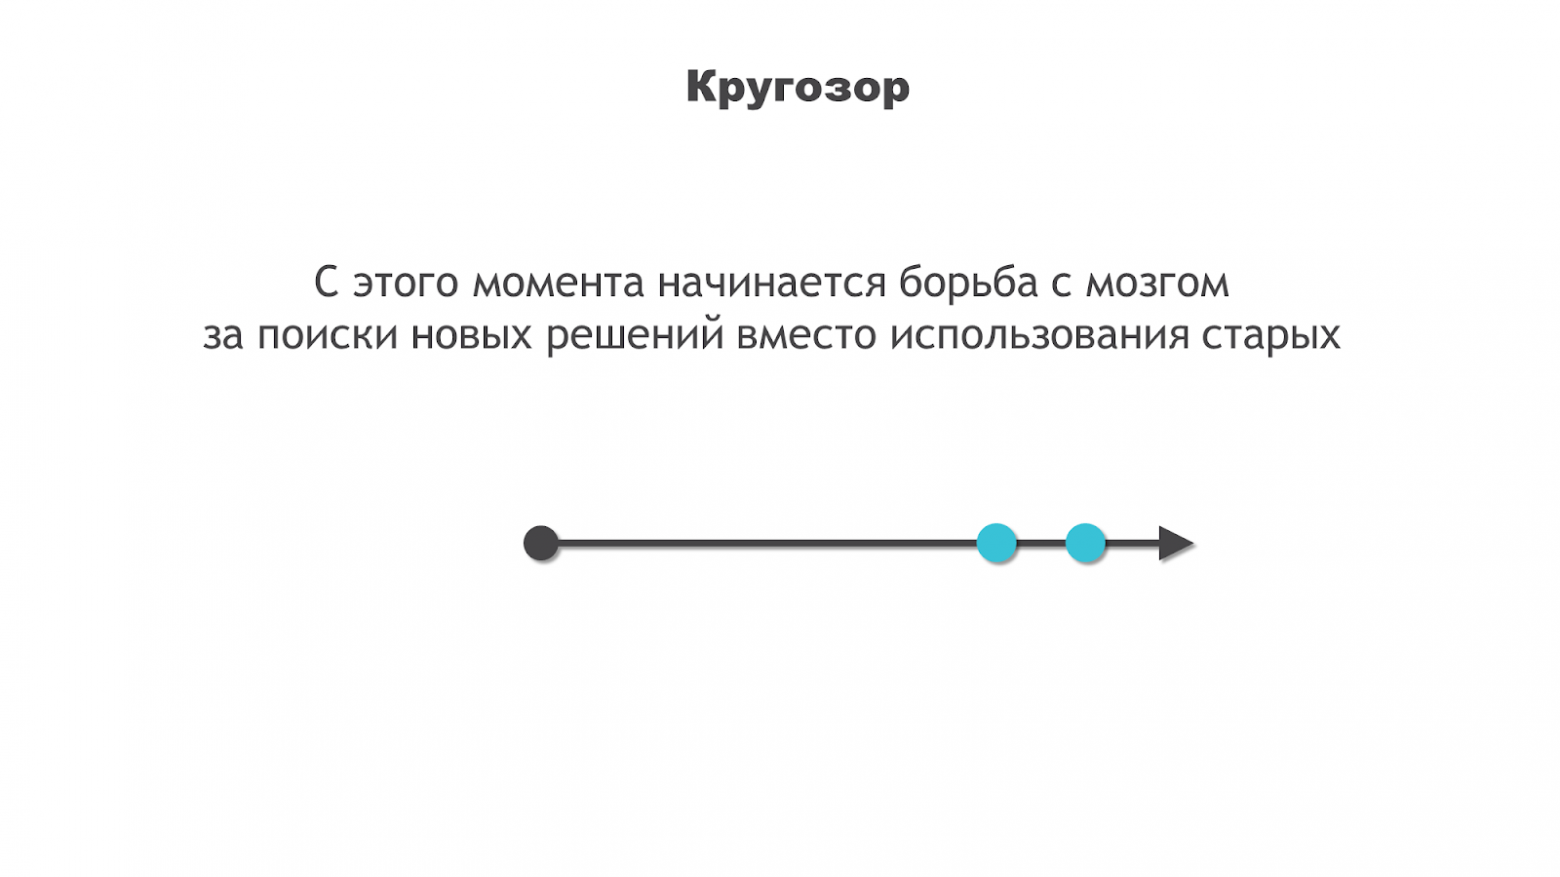 Кругозор
С этого момента начинается борьба с мозгом
за поиски новых решений вместо использования старых